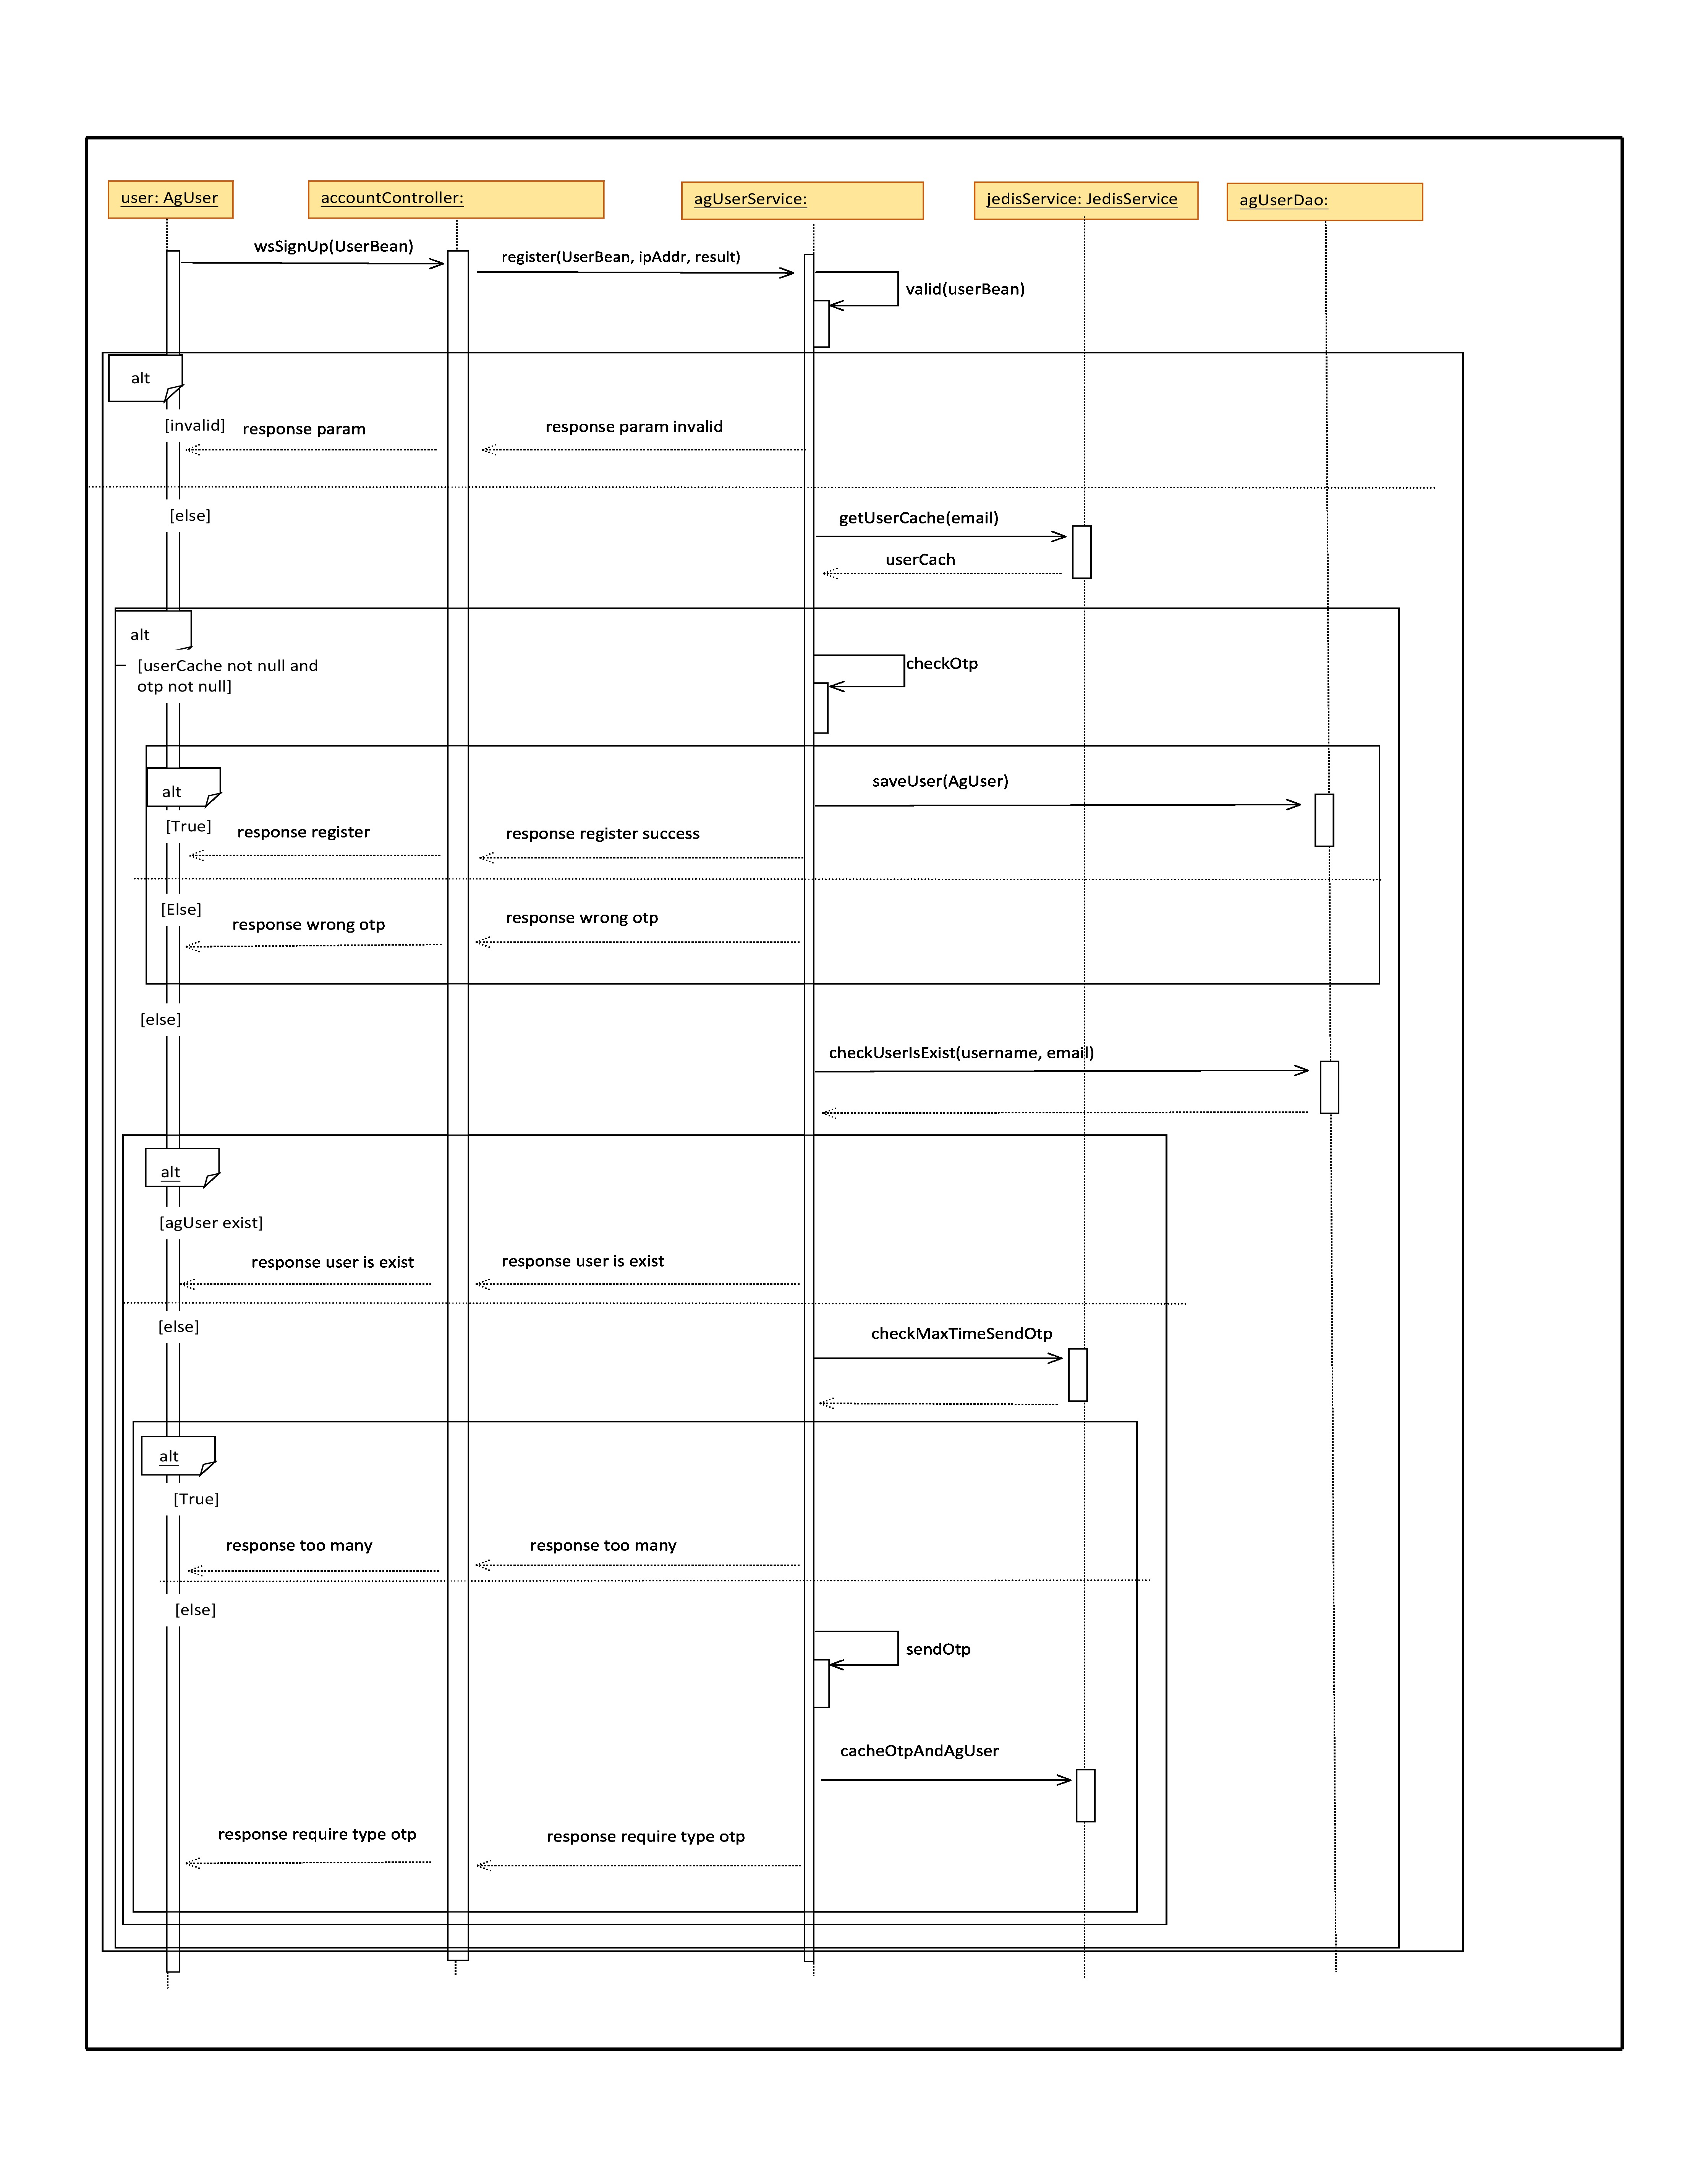 user: AgUser
accountController:
agUserService:
jedisService: JedisService
agUserDao:
wsSignUp(UserBean)
register(UserBean, ipAddr, result)
valid(userBean)
alt
[invalid]
response param
response param invalid
[else]
getUserCache(email)
userCach
alt
[userCache not null and
otp not null]
checkOtp
alt
saveUser(AgUser)
[True]
response register
response register success
[Else]
response wrong otp
response wrong otp
[else]
checkUserIsExist(username, email)
alt
[agUser exist]
response user is exist
response user is exist
[else]
checkMaxTimeSendOtp
alt
[True]
response too many
response too many
[else]
sendOtp
cacheOtpAndAgUser
response require type otp
response require type otp